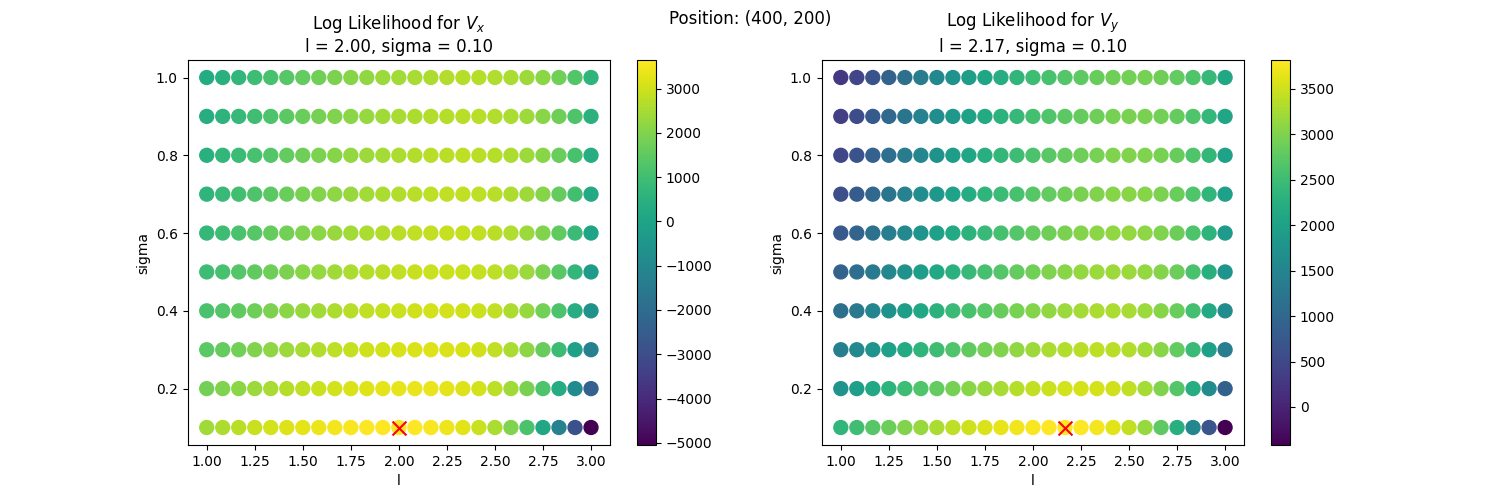 Position: (400, 200)
Log Likelihood for V_x
l = 2.00, sigma = 0.10
1.0
0.8
0.6
0.4
0.2
sigma
1.00 1.25 1.50 1.75 2.00 2.25 2.50 2.75 3.00
l
3000
2000
1000
0
−1000
−2000
−3000
−4000
−5000
Log Likelihood for V_y
l = 2.17, sigma = 0.10
1.0
0.8
0.6
0.4
0.2
sigma
1.00 1.25 1.50 1.75 2.00 2.25 2.50 2.75 3.00
l
3500
3000
2500
2000
1500
1000
500
0